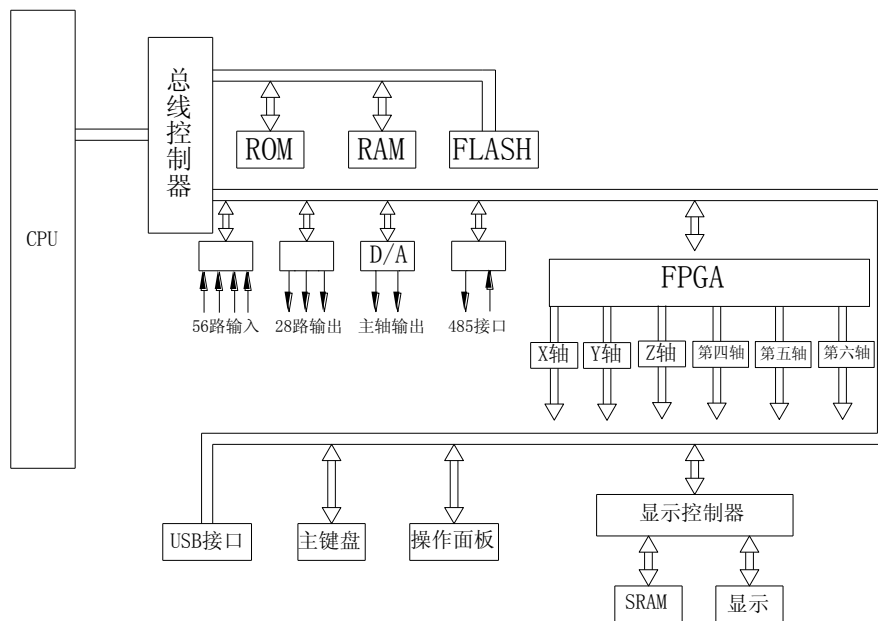 总线控制器
ROM
RAM
FLASH
CPU
D/A
FPGA
56路输入
28路输出
主轴输出
485接口
X轴
Y轴
Z轴
第四轴
第五轴
第六轴
USB接口
主键盘
操作面板
显示控制器
SRAM
显示